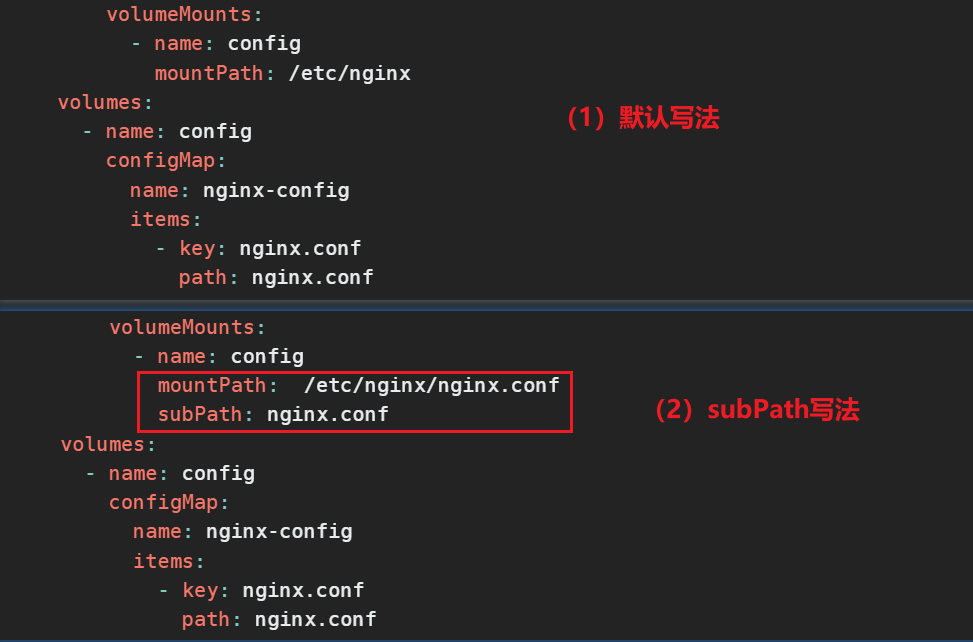 volumeMounts:
- name: config
mountPath: /etc/nginx
volumes:
- name: config
configMap:
name: nginx-config
items:
- key: nginx.conf
path: nginx.conf
（1）默认写法
volumeMounts:
- name: config
mountPath:  /etc/nginx/nginx.conf
subPath: nginx.conf
volumes:
- name: config
configMap:
name: nginx-config
items:
- key: nginx.conf
path: nginx.conf
（2）subPath写法